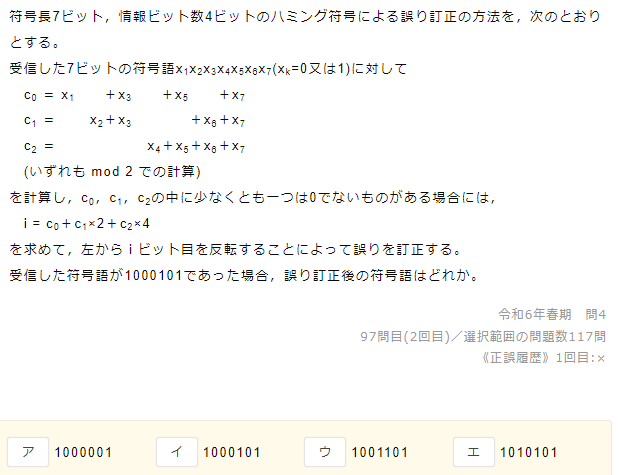 符号長7ビット，情報ビット数4ビットのハミング符号による誤り訂正の方法を，次のとおり
とする。
受信した7ビットの符号語x₁x₂x₃x₄x₅x₆x₇(xₖ=0又は1)に対して
c₀ = x₁ +x₃ +x₅ +x₇
c₁ = x₂+x₃ +x₆+x₇
c₂ = x₄+x₅+x₆+x₇
(いずれも mod 2 での計算)
を計算し，c₀，c₁，c₂の中に少なくとも一つは0でないものがある場合には，
i = c₀+c₁×2+c₂×4
を求めて，左から i ビット目を反転することによって誤りを訂正する。
受信した符号語が1000101であった場合，誤り訂正後の符号語はどれか。
令和6年春期 問4
97問目(2回目)／選択範囲の問題数117問
《正誤履歴》1回目:×
ア 1000001 イ 1000101 ウ 1001101 エ 1010101